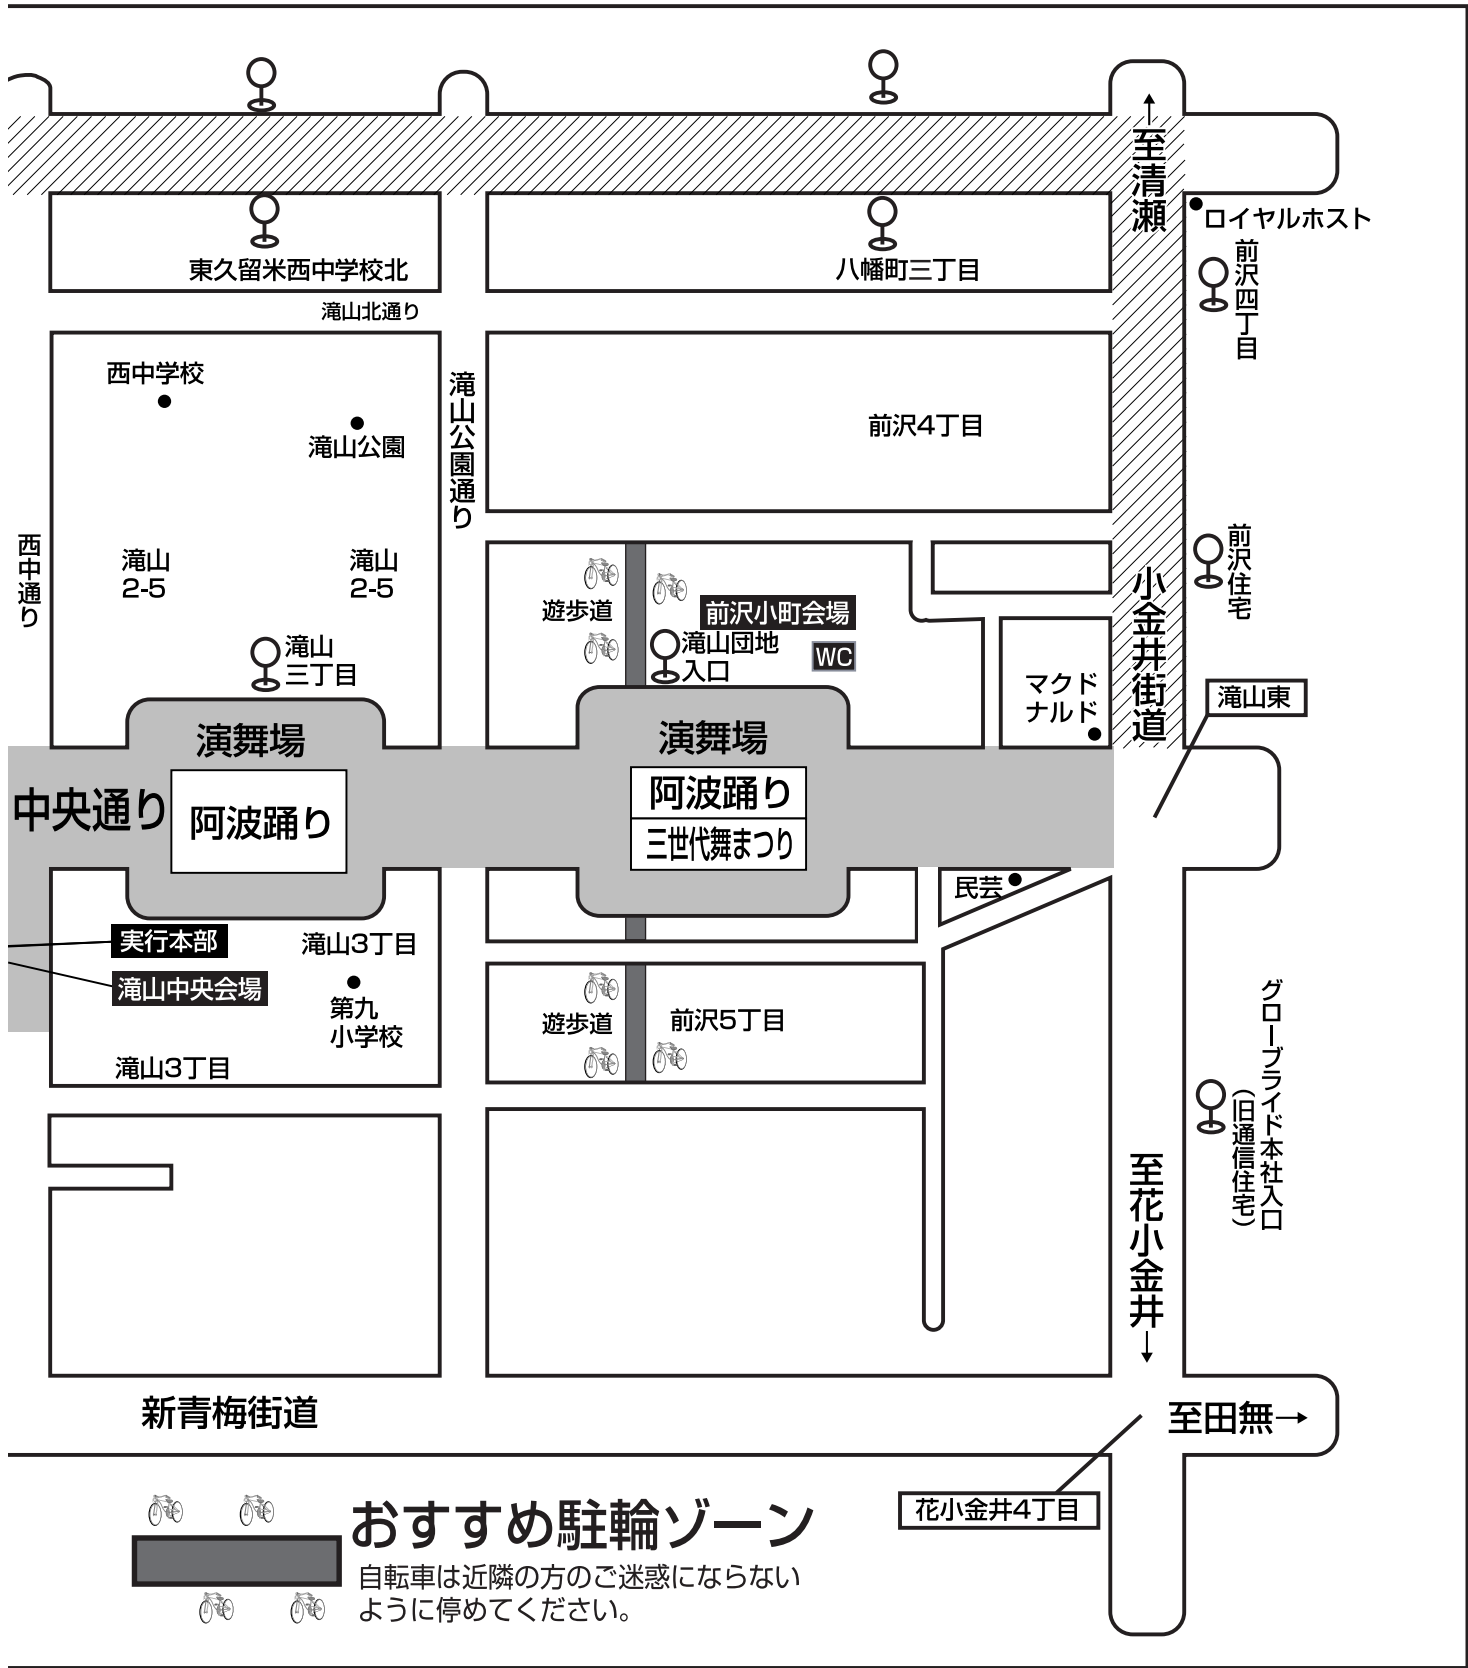 至清瀬
ロイヤルホスト
前沢四丁目
東久留米西中学校北
八幡町三丁目
滝山北通り
西中学校
滝山公園
滝山公園通り
前沢4丁目
西中通り
滝山
2-5
滝山
2-5
遊歩道
前沢小町会場
滝山団地
入口
WC
小金井街道
前沢住宅
滝山
三丁目
マクド
ナルド
滝山東
演舞場
演舞場
中央通り
阿波踊り
阿波踊り
三世代舞まつり
民芸
実行本部
滝山3丁目
滝山中央会場
第九
小学校
滝山3丁目
遊歩道
前沢5丁目
グローブライド本社入口
(旧通信住宅)
至花小金井
新青梅街道
至田無
花小金井4丁目
おすすめ駐輪ゾーン
自転車は近隣の方のご迷惑にならない
ように停めてください。